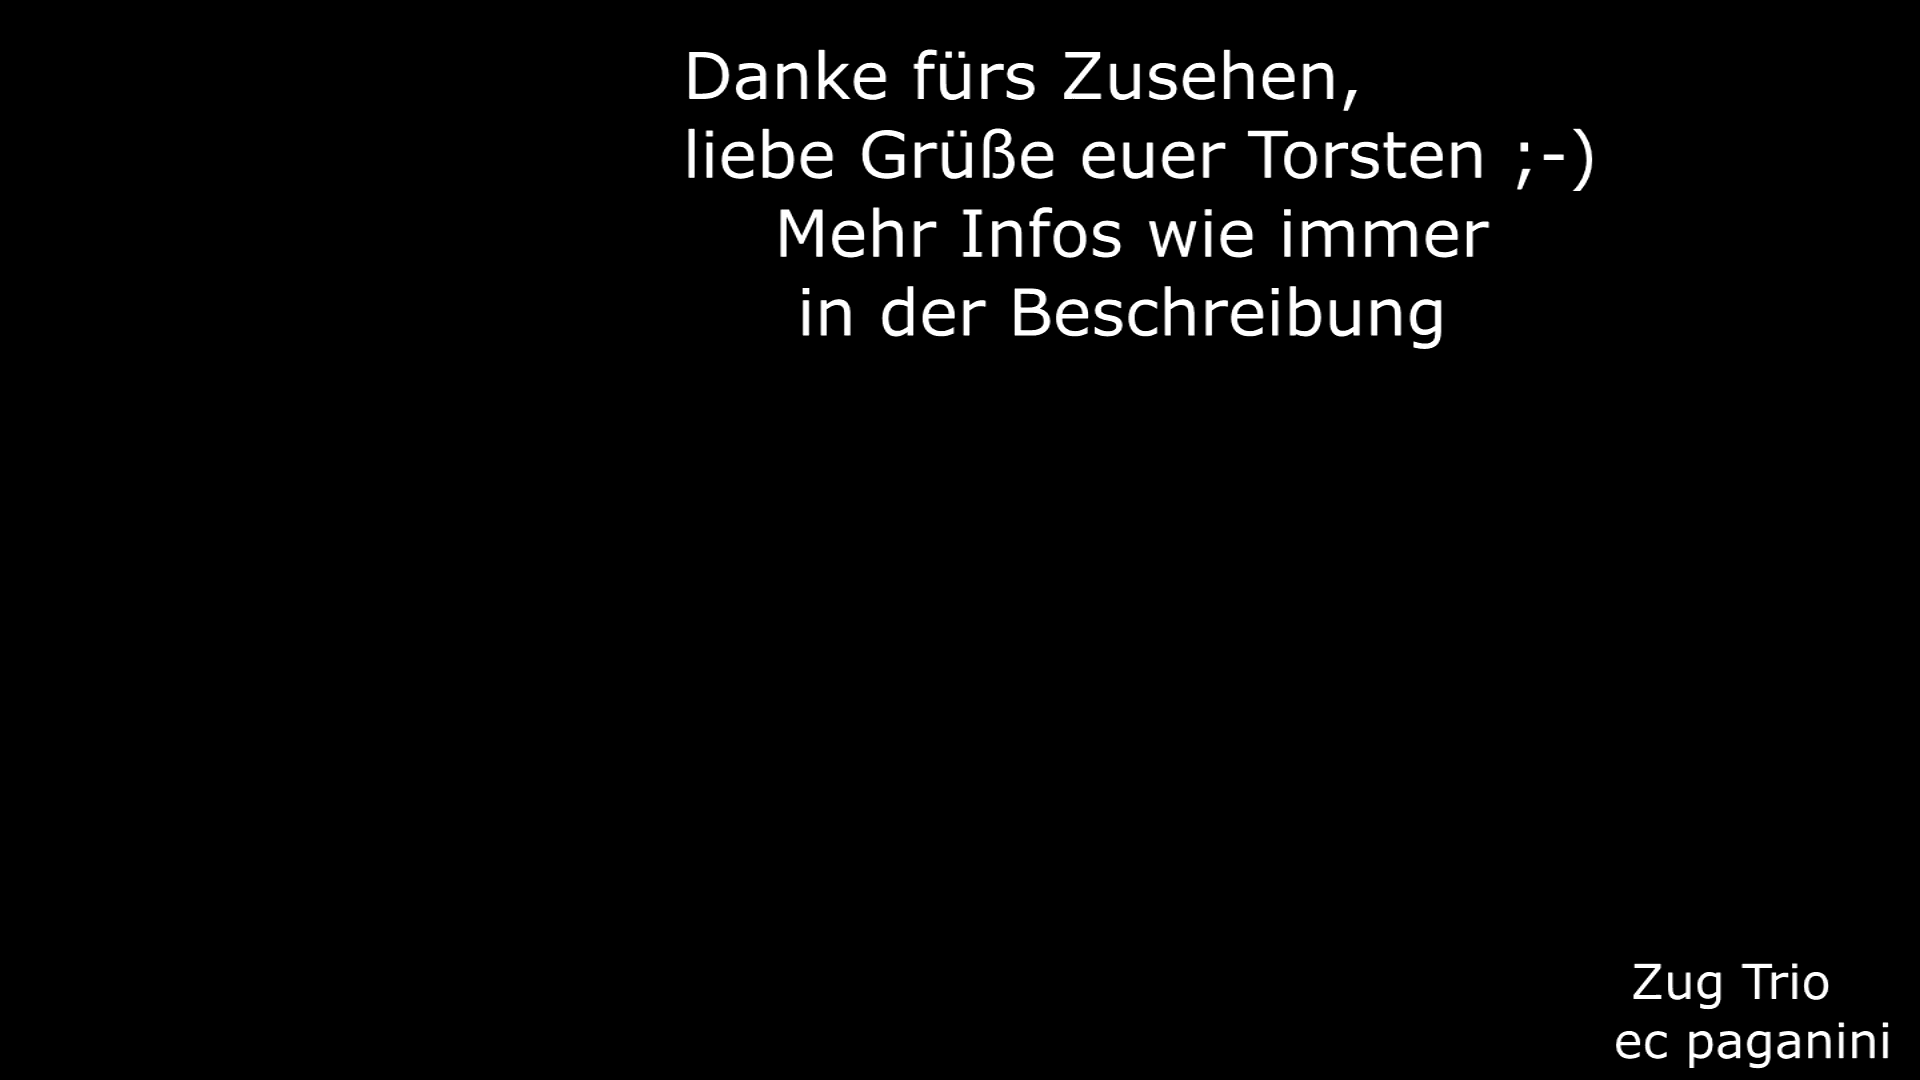 Danke fürs Zusehen,
liebe Grüße euer Torsten ;-)
Mehr Infos wie immer
in der Beschreibung
Zug Trio
ec paganini